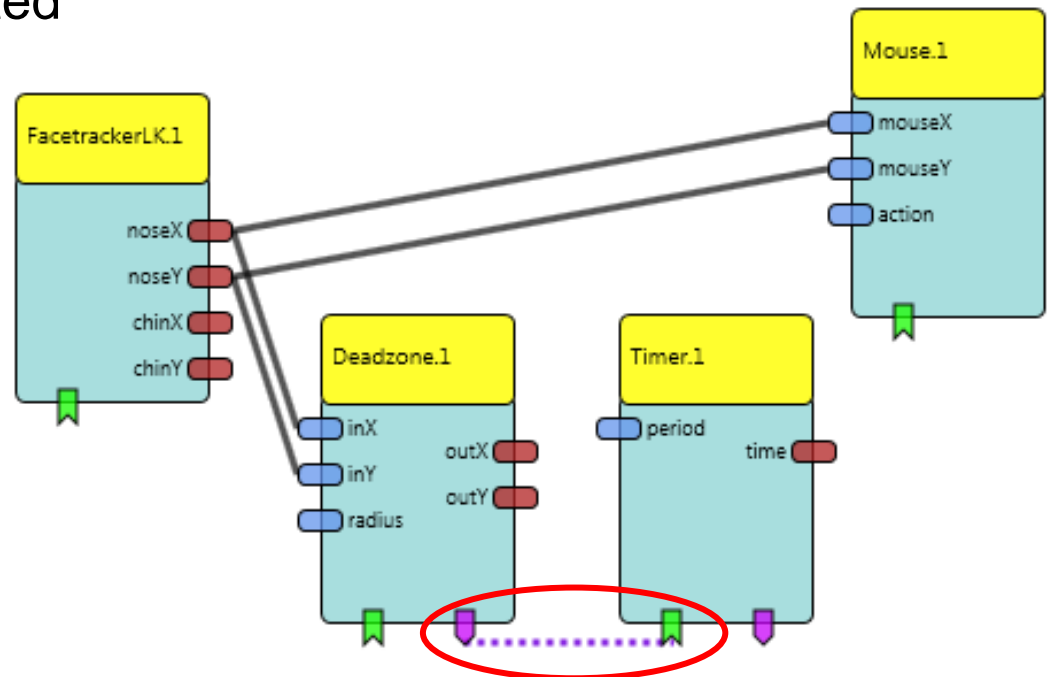 FacetrackerLK.1
noseX
noseY
chinX
chinY
Deadzone.1
inX
inY
radius
outX
outY
Timer.1
period
time
Mouse.1
mouseX
mouseY
action